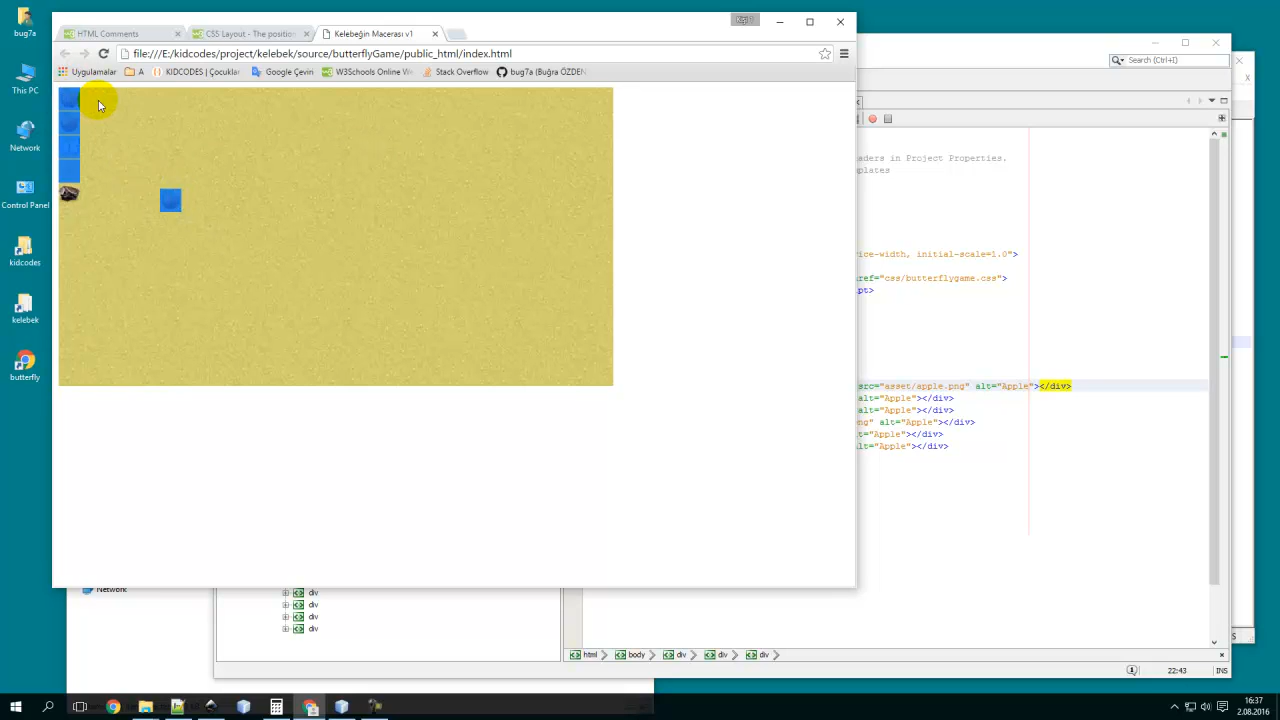 bug7a
This PC
Network
Control Panel
kidcodes
kelebek
butterfly
HTML Comments
CSS Layout - The position
Kelebeğin Macerası v1
file:///E:/kidcodes/project/kelebek/source/butterflyGame/public_html/index.html
Uygulamalar
A
KIDCODES | Çocuklar
Google Çeviri
W3Schools Online W
Stack Overflow
bug7a (Buğra ÖZDEN
Search (Ctrl+I)
aders in Project Properties.
plates
ice-width, initial-scale=1.0">
ref="css/butterflygame.css">
pt>
src="asset/apple.png" alt="Apple"></div>
alt="Apple"></div>
alt="Apple"></div>
ng" alt="Apple"></div>
t="Apple"></div>
="Apple"></div>
Network
div
div
div
div
html
body
div
div
div
22:43
INS
16:37
2.08.2016